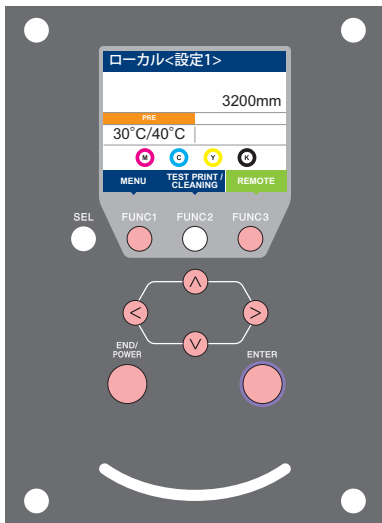 ローカル<設定1>
3200mm
PRE
30°C/40°C
M C Y K
MENU TEST PRINT / CLEANING REMOTE
SEL FUNC1 FUNC2 FUNC3
END/
POWER
ENTER